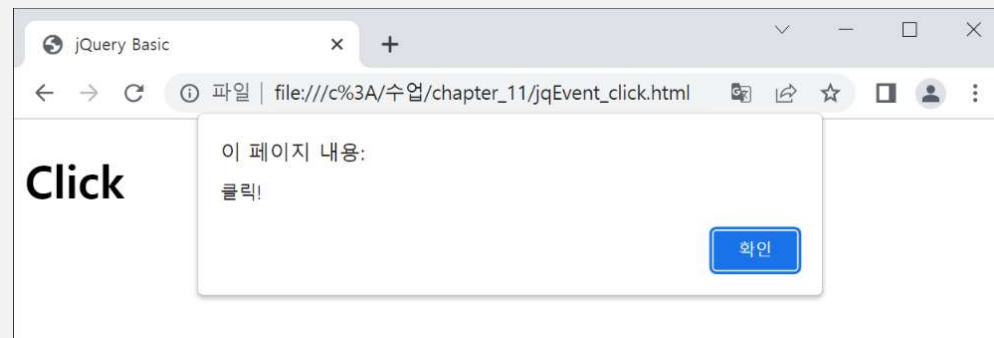 jQuery Basic
파일 | file:///c%3A/수업/chapter_11/jqEvent_click.html
Click
이 페이지 내용:
클릭!
확인